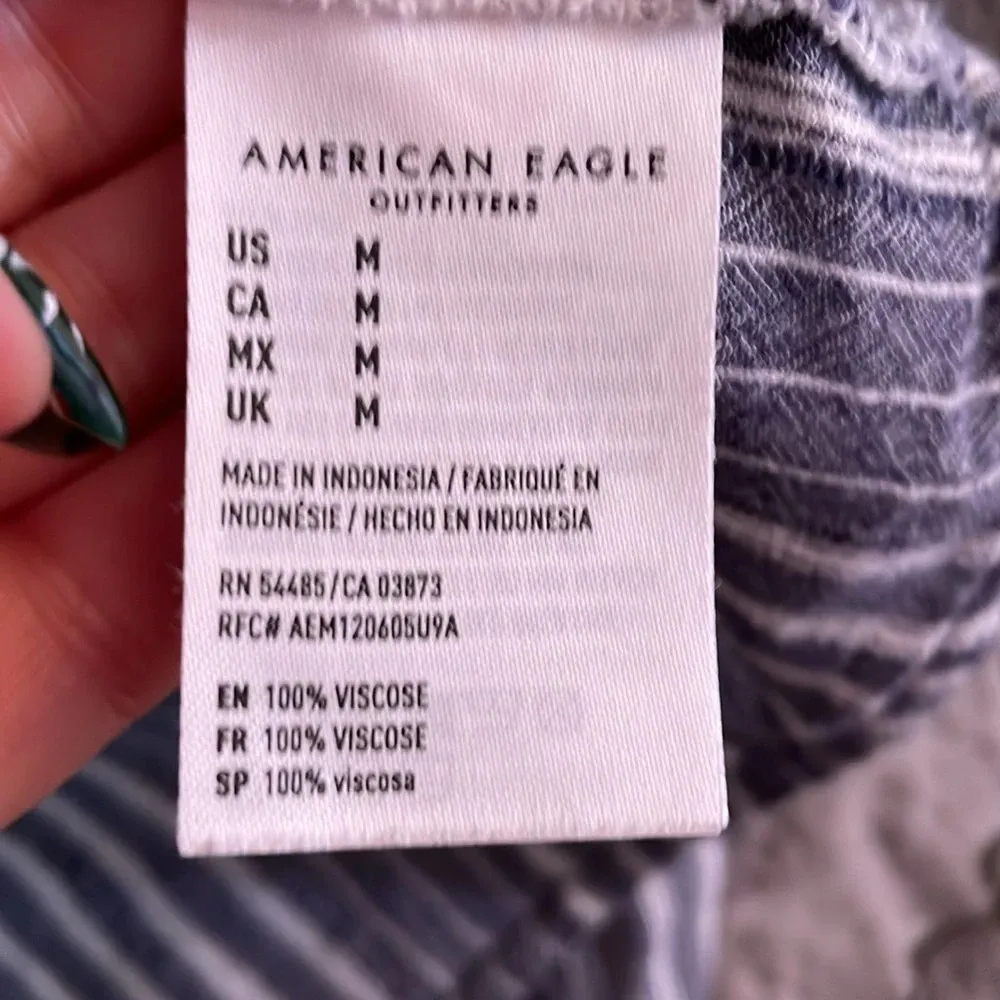 AMERICAN EAGLE
OUTFITTERS
US M
CA M
MX M
UK M
MADE IN INDONESIA / FABRIQUÉ EN
INDONÉSIE / HECHO EN INDONESIA
RN 54485/CA 03873
RFC# AEM120605U9A
EN 100% VISCOSE
FR 100% VISCOSE
SP 100% viscosa